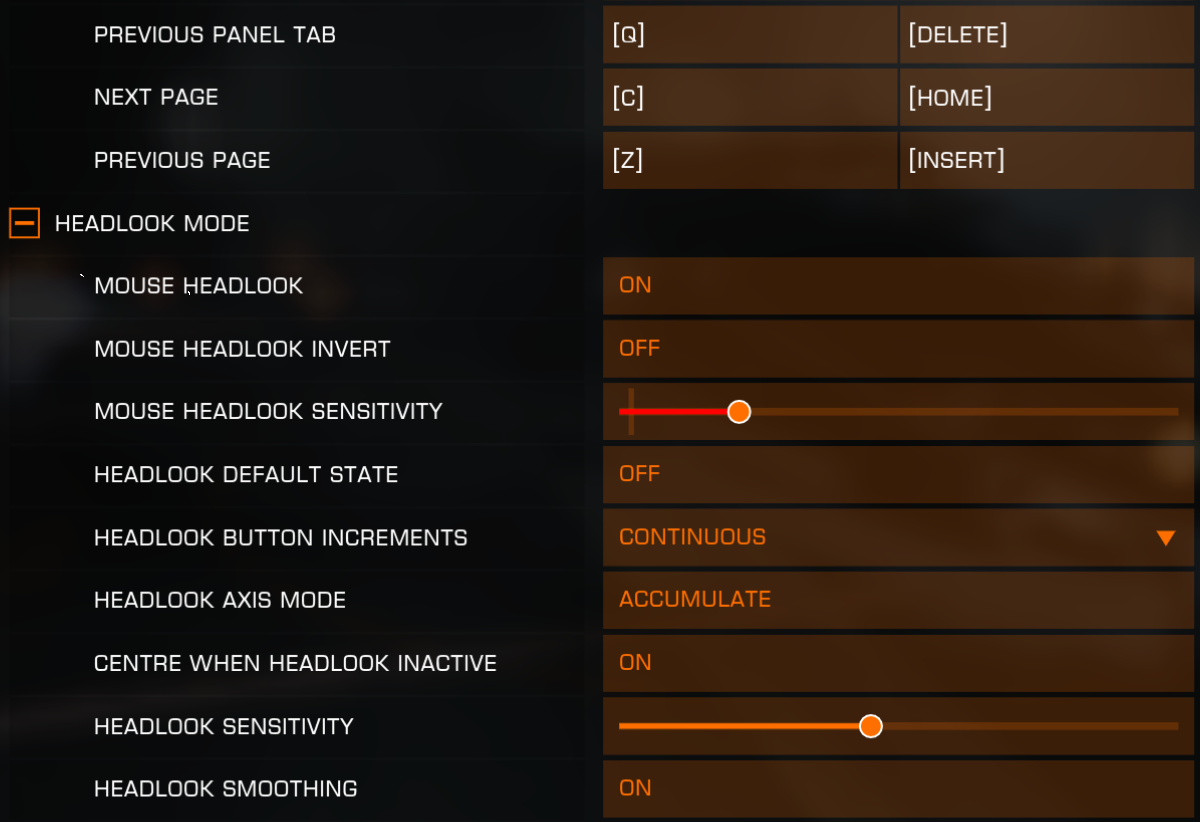 PREVIOUS PANEL TAB [Q] [DELETE]
NEXT PAGE [C] [HOME]
PREVIOUS PAGE [Z] [INSERT]
HEADLOOK MODE
MOUSE HEADLOOK ON
MOUSE HEADLOOK INVERT OFF
MOUSE HEADLOOK SENSITIVITY
HEADLOOK DEFAULT STATE OFF
HEADLOOK BUTTON INCREMENTS CONTINUOUS
HEADLOOK AXIS MODE ACCUMULATE
CENTRE WHEN HEADLOOK INACTIVE ON
HEADLOOK SENSITIVITY
HEADLOOK SMOOTHING ON